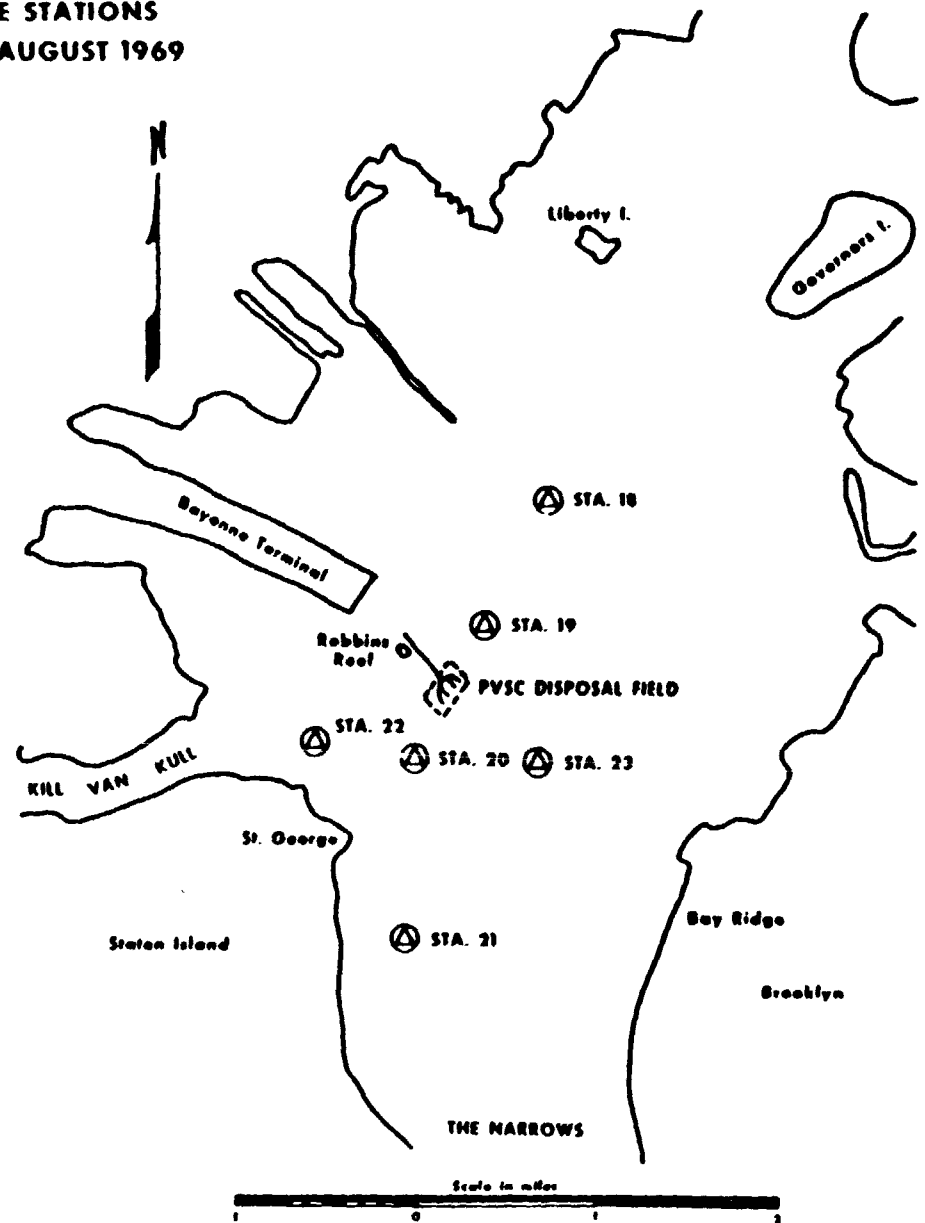 E STATIONS
AUGUST 1969
N
Liberty I.
Governors I.
STA. 18
Bayonne Terminal
STA. 19
Robbins
Reef
PVSC DISPOSAL FIELD
STA. 22
STA. 20
STA. 23
KILL VAN KULL
St. George
Bay Ridge
Staten Island
STA. 21
Brooklyn
THE NARROWS
Scale in miles
1 0 1 2